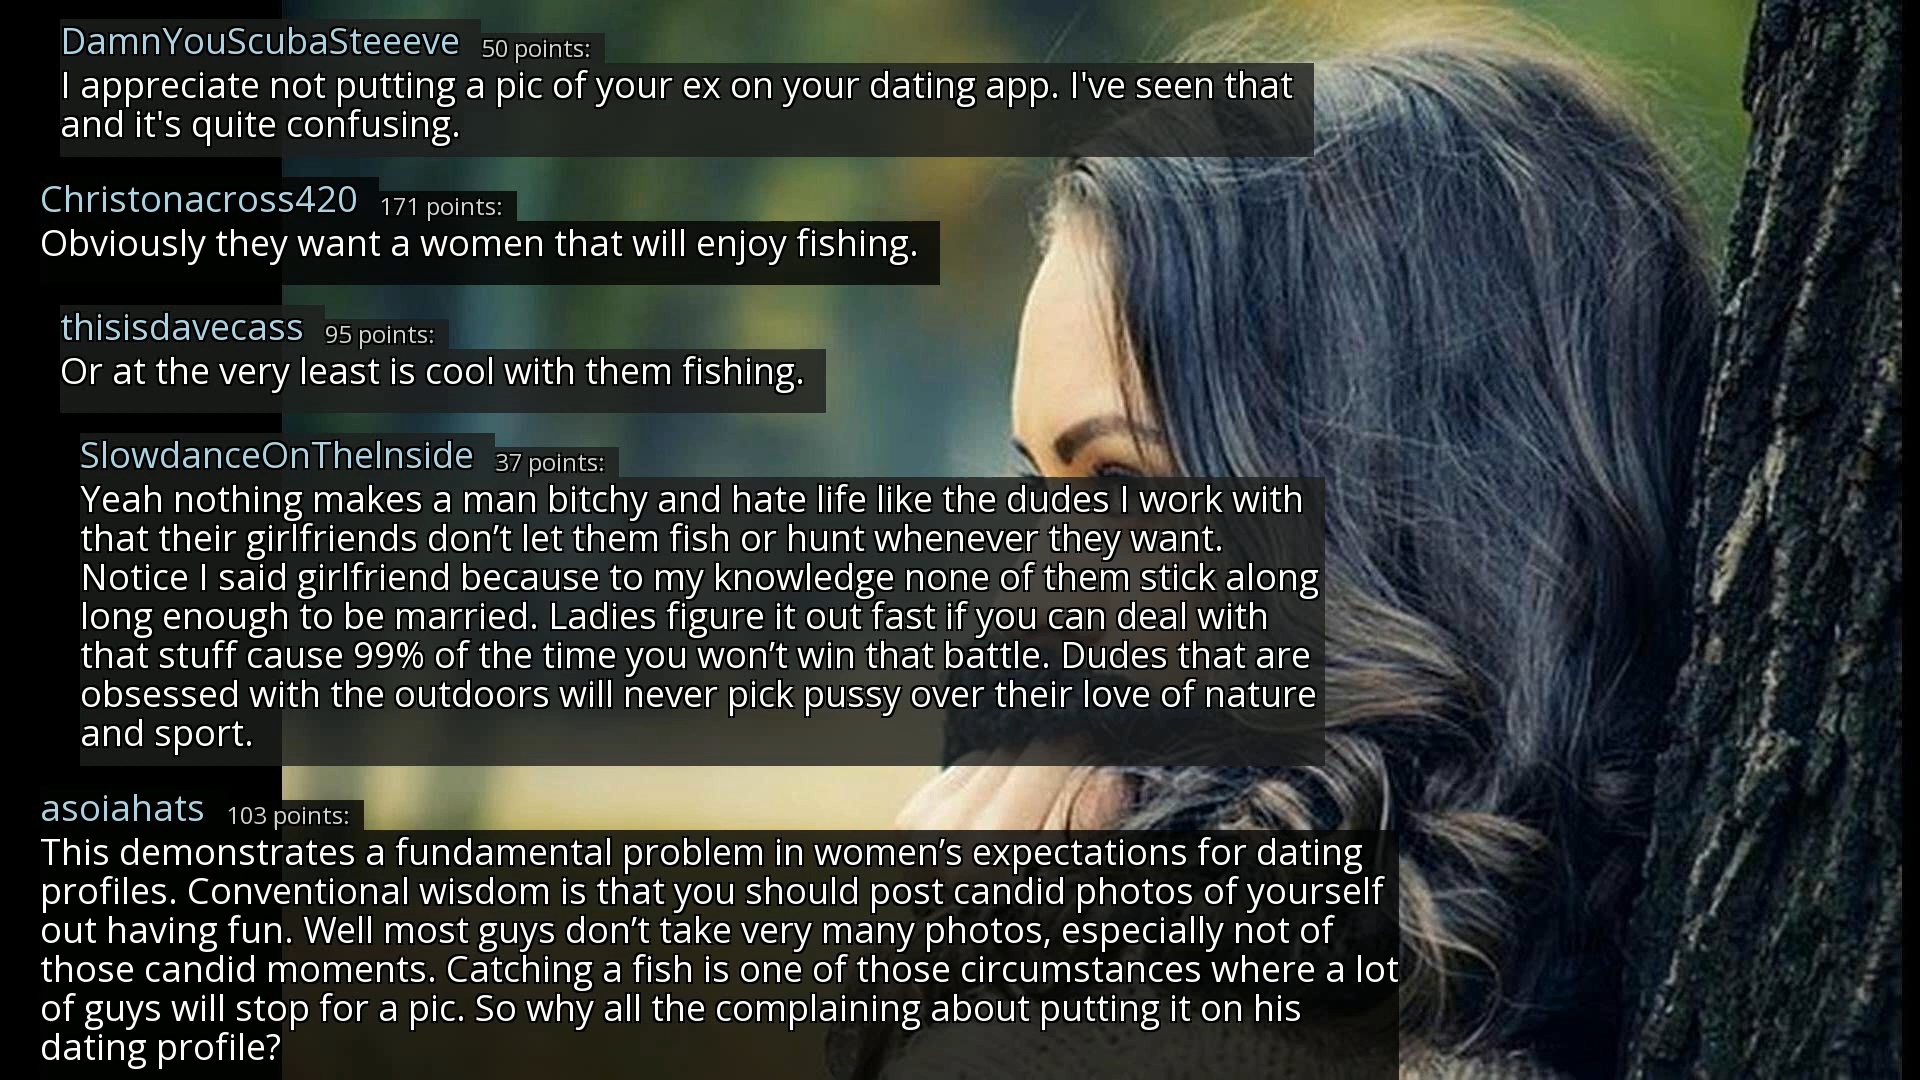 DamnYouScubaSteeeve 50 points:
I appreciate not putting a pic of your ex on your dating app. I've seen that
and it's quite confusing.
Christonacross420 171 points:
Obviously they want a women that will enjoy fishing.
thisisdavecass 95 points:
Or at the very least is cool with them fishing.
SlowdanceOnTheInside 37 points:
Yeah nothing makes a man bitchy and hate life like the dudes I work with
that their girlfriends don’t let them fish or hunt whenever they want.
Notice I said girlfriend because to my knowledge none of them stick along
long enough to be married. Ladies figure it out fast if you can deal with
that stuff cause 99% of the time you won’t win that battle. Dudes that are
obsessed with the outdoors will never pick pussy over their love of nature
and sport.
asoiahats 103 points:
This demonstrates a fundamental problem in women’s expectations for dating
profiles. Conventional wisdom is that you should post candid photos of yourself
out having fun. Well most guys don’t take very many photos, especially not of
those candid moments. Catching a fish is one of those circumstances where a lot
of guys will stop for a pic. So why all the complaining about putting it on his
dating profile?